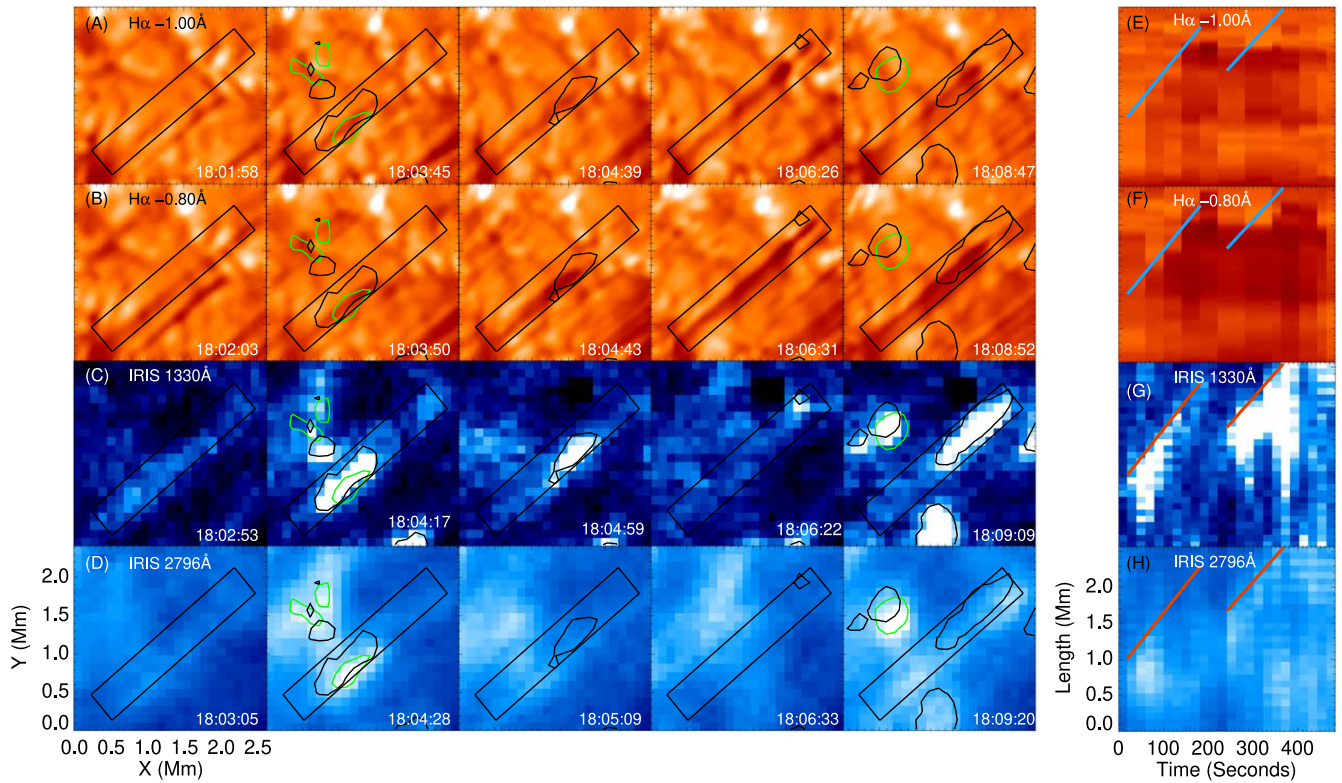 (A) Hα −1.00Å
18:01:58 18:03:45 18:04:39 18:06:26 18:08:47
(B) Hα −0.80Å
18:02:03 18:03:50 18:04:43 18:06:31 18:08:52
(C) IRIS 1330Å
18:02:53 18:04:17 18:04:59 18:06:22 18:09:09
(D) IRIS 2796Å
18:03:05 18:04:28 18:05:09 18:06:33 18:09:20
2.0
1.5
1.0
0.5
0.0
Y (Mm)
0.0 0.5 1.0 1.5 2.0 2.5
X (Mm)
(E) Hα −1.00Å
(F) Hα −0.80Å
(G) IRIS 1330Å
(H) IRIS 2796Å
2.0
1.5
1.0
0.5
0.0
Length (Mm)
0 100 200 300 400
Time (Seconds)